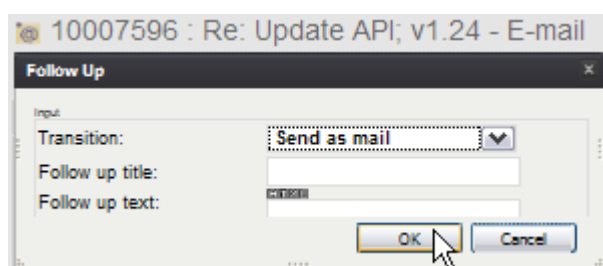 10007596 : Re: Update API; v1.24 - E-mail
Follow Up
Input
Transition: Send as mail
Follow up title:
HTML
Follow up text:
OK Cancel